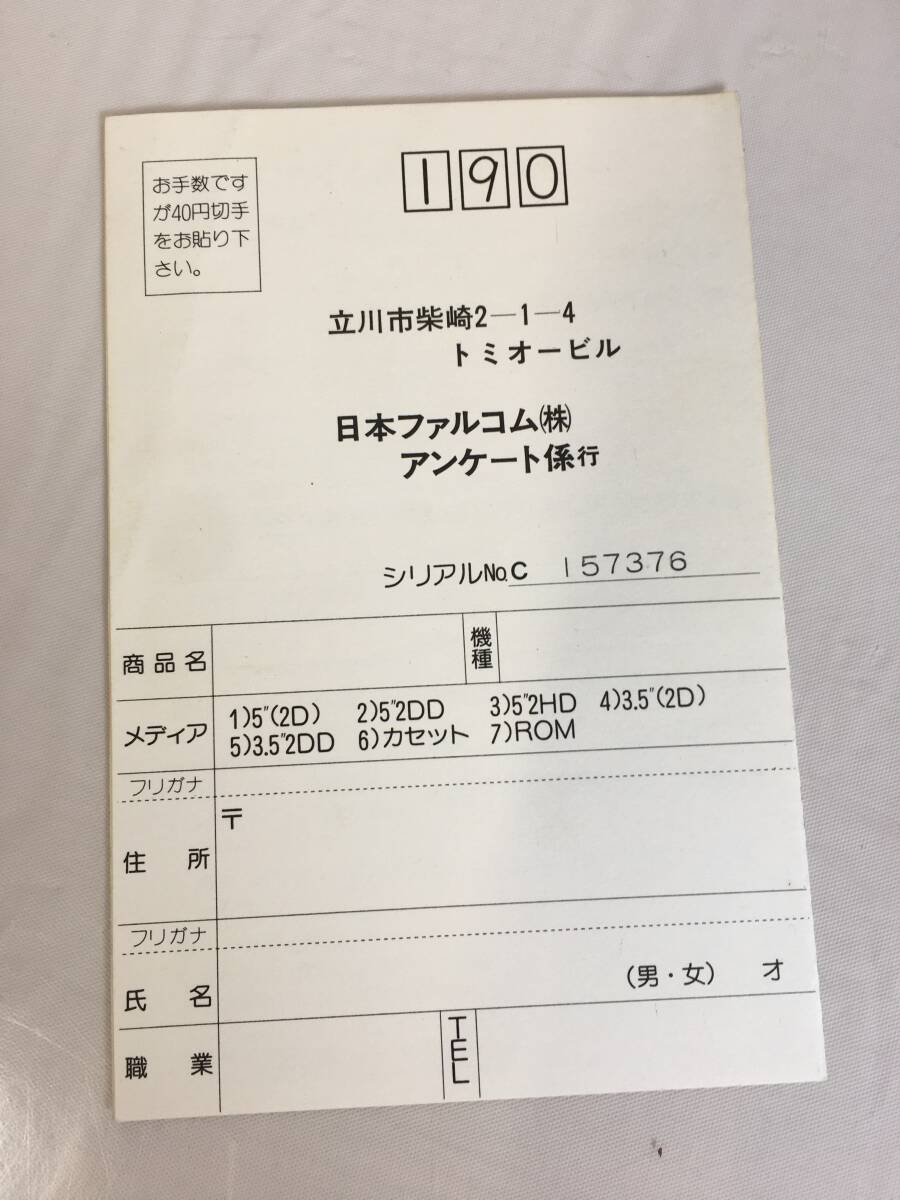 お手数です
が40円切手
をお貼り下
さい。
190
立川市柴崎2―1―4
トミオービル
日本ファルコム㈱
アンケート係行
シリアルNo.C 157376
商品名
機種
メディア
1)5"(2D) 2)5"2DD 3)5"2HD 4)3.5"(2D)
5)3.5"2DD 6)カセット 7)ROM
フリガナ
住所
〒
フリガナ
氏名
(男・女) 才
職業
TEL